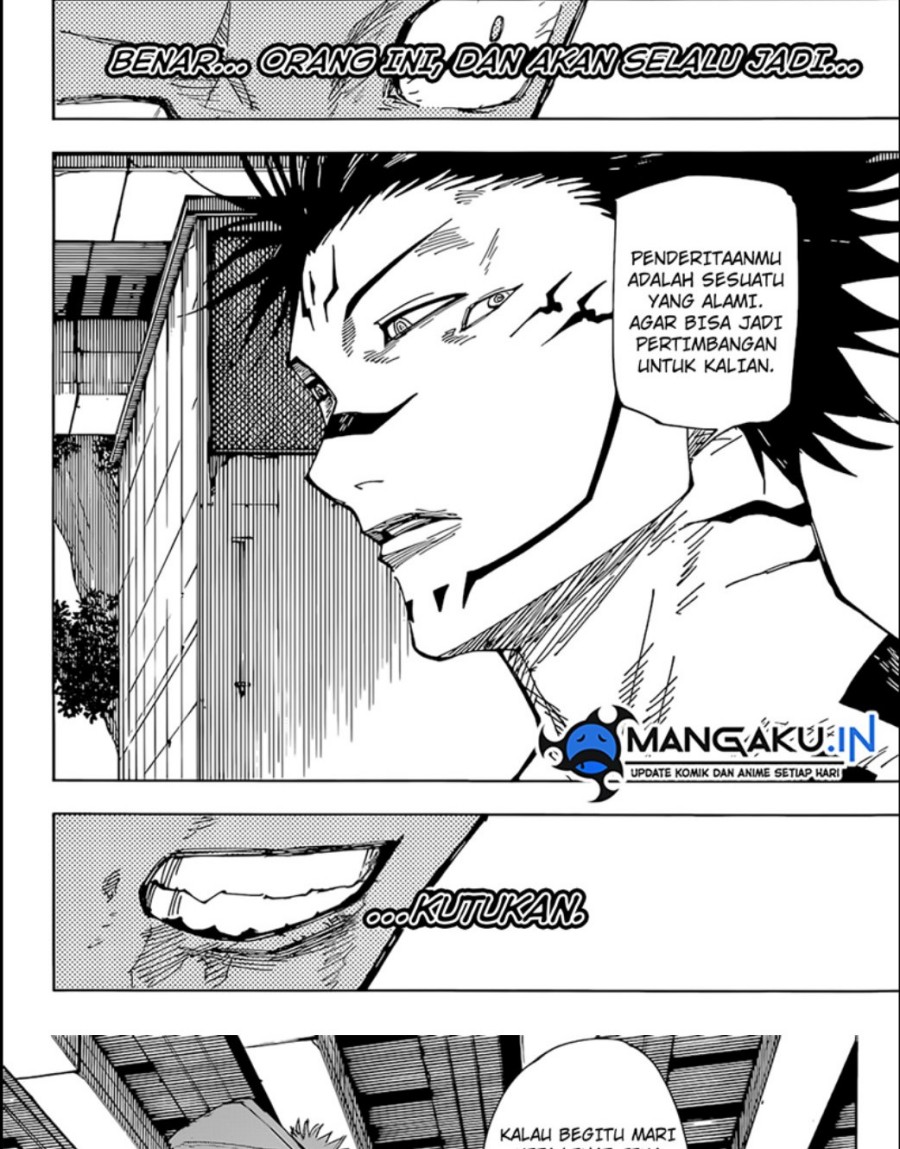 BENAR... ORANG INI, DAN AKAN SELALU JADI...
PENDERITAANMU
ADALAH SESUATU
YANG ALAMI.
AGAR BISA JADI
PERTIMBANGAN
UNTUK KALIAN.
MANGAKU.IN
UPDATE KOMIK DAN ANIME SETIAP HARI
...KUTUKAN.
KALAU BEGITU MARI